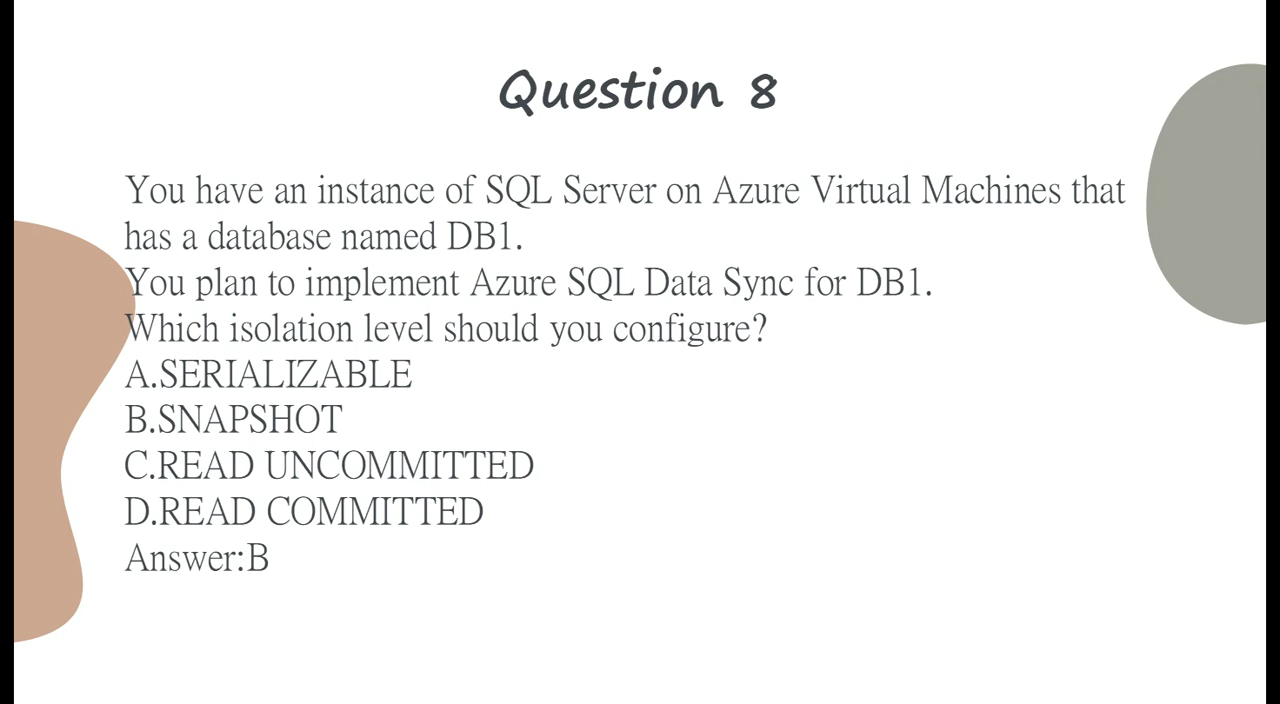 Question 8
You have an instance of SQL Server on Azure Virtual Machines that
has a database named DB1.
You plan to implement Azure SQL Data Sync for DB1.
Which isolation level should you configure?
A.SERIALIZABLE
B.SNAPSHOT
C.READ UNCOMMITTED
D.READ COMMITTED
Answer:B